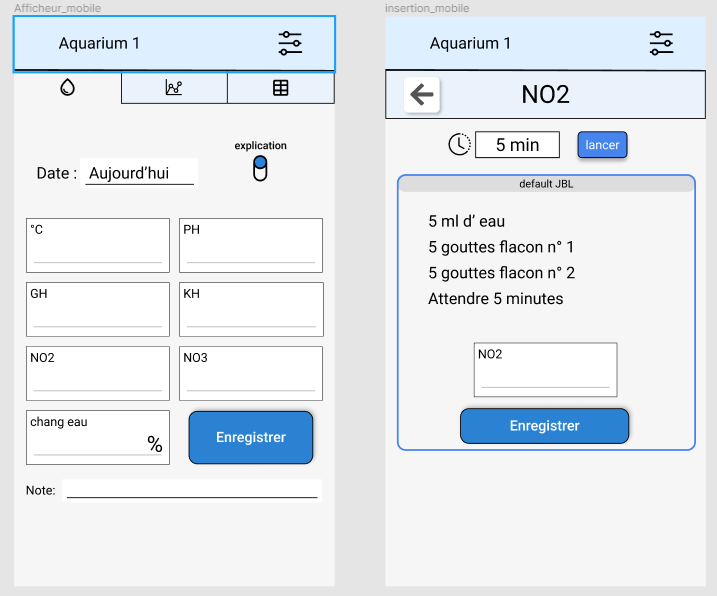 Afficheur_mobile
Aquarium 1
explication
Date : Aujourd'hui
°C
PH
GH
KH
NO2
NO3
chang eau
%
Enregistrer
Note:
insertion_mobile
Aquarium 1
NO2
5 min
lancer
default JBL
5 ml d' eau
5 gouttes flacon n° 1
5 gouttes flacon n° 2
Attendre 5 minutes
NO2
Enregistrer